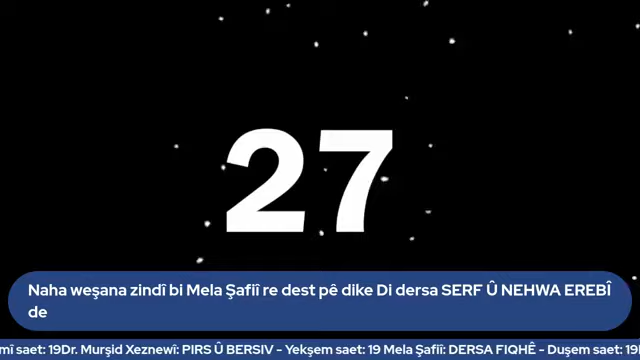 27
Naha weşana zindî bi Mela Şafiî re dest pê dike Di dersa SERF Û NEHWA EREBÎ
de
mî saet: 19Dr. Murşid Xeznewî: PIRS Û BERSIV - Yekşem saet: 19 Mela Şafiî: DERSA FIQHÊ - Duşem saet: 19